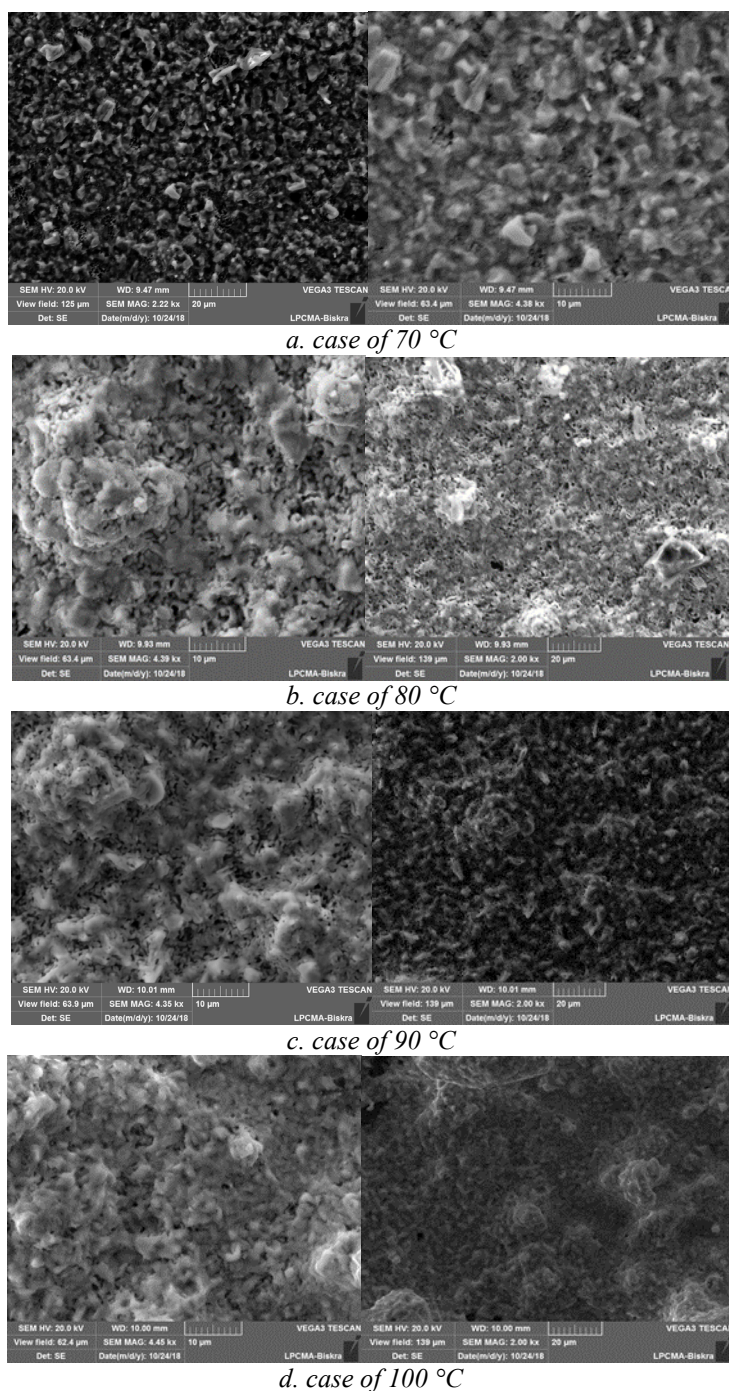 SEM HV: 20.0 kV WD: 9.47 mm VEGA3 TESCAN
View field: 125 µm SEM MAG: 2.22 kx 20 µm
Det: SE Date(m/d/y): 10/24/18 LPCMA-Biskra
SEM HV: 20.0 kV WD: 9.47 mm VEGA3 TESCAN
View field: 63.4 µm SEM MAG: 4.38 kx 10 µm
Det: SE Date(m/d/y): 10/24/18 LPCMA-Biskra
a. case of 70 °C
SEM HV: 20.0 kV WD: 9.93 mm VEGA3 TESCAN
View field: 63.4 µm SEM MAG: 4.39 kx 10 µm
Det: SE Date(m/d/y): 10/24/18 LPCMA-Biskra
SEM HV: 20.0 kV WD: 9.93 mm VEGA3 TESCAN
View field: 139 µm SEM MAG: 2.00 kx 20 µm
Det: SE Date(m/d/y): 10/24/18 LPCMA-Biskra
b. case of 80 °C
SEM HV: 20.0 kV WD: 10.01 mm VEGA3 TESCAN
View field: 63.9 µm SEM MAG: 4.35 kx 10 µm
Det: SE Date(m/d/y): 10/24/18 LPCMA-Biskra
SEM HV: 20.0 kV WD: 10.01 mm VEGA3 TESCAN
View field: 139 µm SEM MAG: 2.00 kx 20 µm
Det: SE Date(m/d/y): 10/24/18 LPCMA-Biskra
c. case of 90 °C
SEM HV: 20.0 kV WD: 10.00 mm VEGA3 TESCAN
View field: 62.4 µm SEM MAG: 4.45 kx 10 µm
Det: SE Date(m/d/y): 10/24/18 LPCMA-Biskra
SEM HV: 20.0 kV WD: 10.00 mm VEGA3 TESCAN
View field: 139 µm SEM MAG: 2.00 kx 20 µm
Det: SE Date(m/d/y): 10/24/18 LPCMA-Biskra
d. case of 100 °C